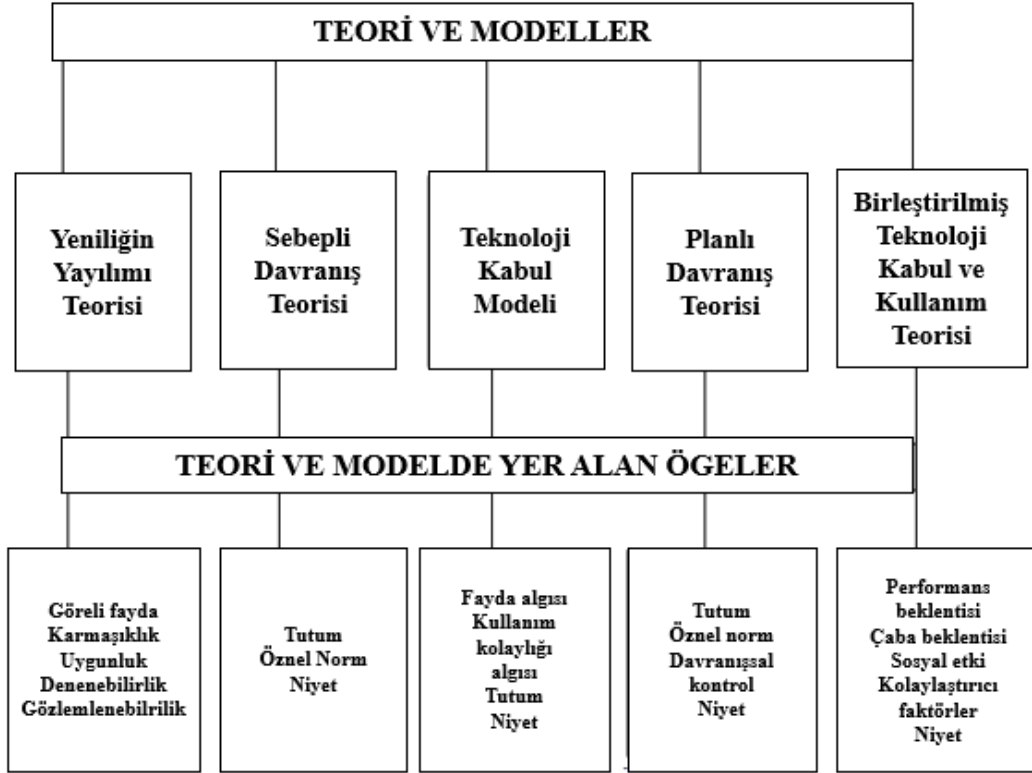 TEORİ VE MODELLER
Yeniliğin
Yayılımı
Teorisi
Sebepli
Davranış
Teorisi
Teknoloji
Kabul
Modeli
Planlı
Davranış
Teorisi
Birleştirilmiş
Teknoloji
Kabul ve
Kullanım
Teorisi
TEORİ VE MODELDE YER ALAN ÖGELER
Göreli fayda
Karmaşıklık
Uygunluk
Denenebilirlik
Gözlemlenebilrilik
Tutum
Öznel Norm
Niyet
Fayda algısı
Kullanım
kolaylığı
algısı
Tutum
Niyet
Tutum
Öznel norm
Davranışsal
kontrol
Niyet
Performans
beklentisi
Çaba beklentisi
Sosyal etki
Kolaylaştırıcı
faktörler
Niyet